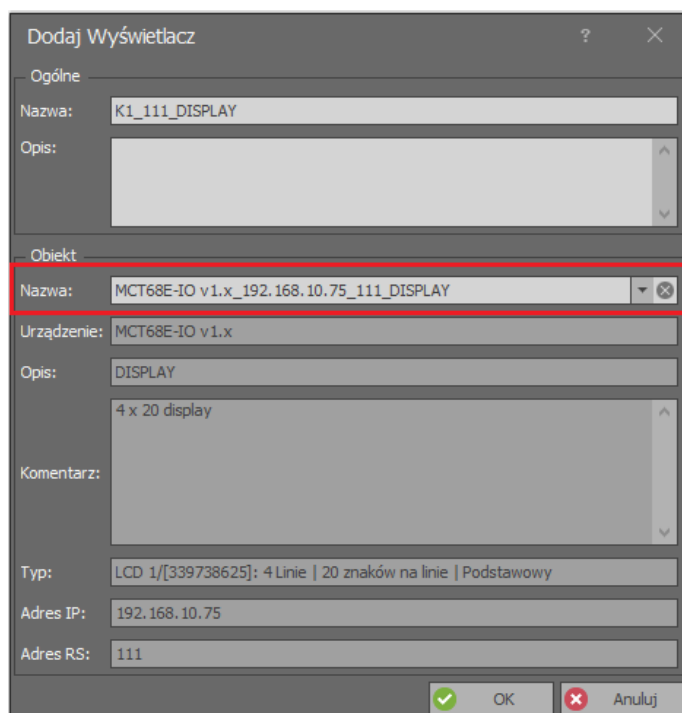 Dodaj Wyświetlacz ?
Ogólne
Nazwa: K1_111_DISPLAY
Opis:
Obiekt
Nazwa: MCT68E-IO v1.x_192.168.10.75_111_DISPLAY
Urządzenie: MCT68E-IO v1.x
Opis: DISPLAY
Komentarz: 4 x 20 display
Typ: LCD 1/[339738625]: 4 Linie | 20 znaków na linie | Podstawowy
Adres IP: 192.168.10.75
Adres RS: 111
OK Anuluj